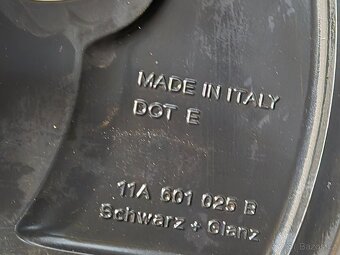 MADE IN ITALY
DOT E
11A 601 025 B
Schwarz + Glanz